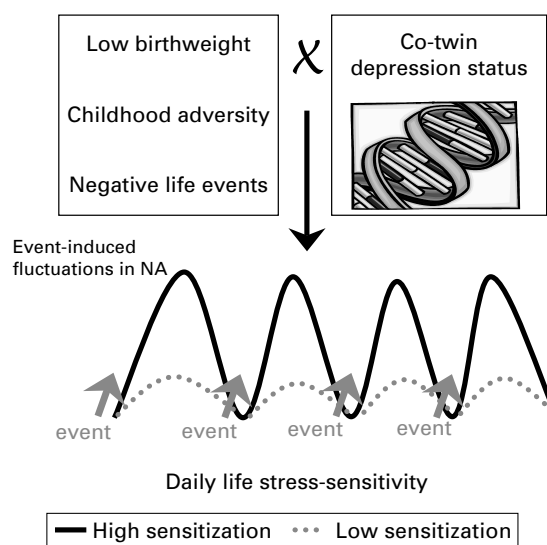 Low birthweight
Childhood adversity
Negative life events
x
Co-twin
depression status
Event-induced
fluctuations in NA
event
event
event
event
Daily life stress-sensitivity
High sensitization
Low sensitization